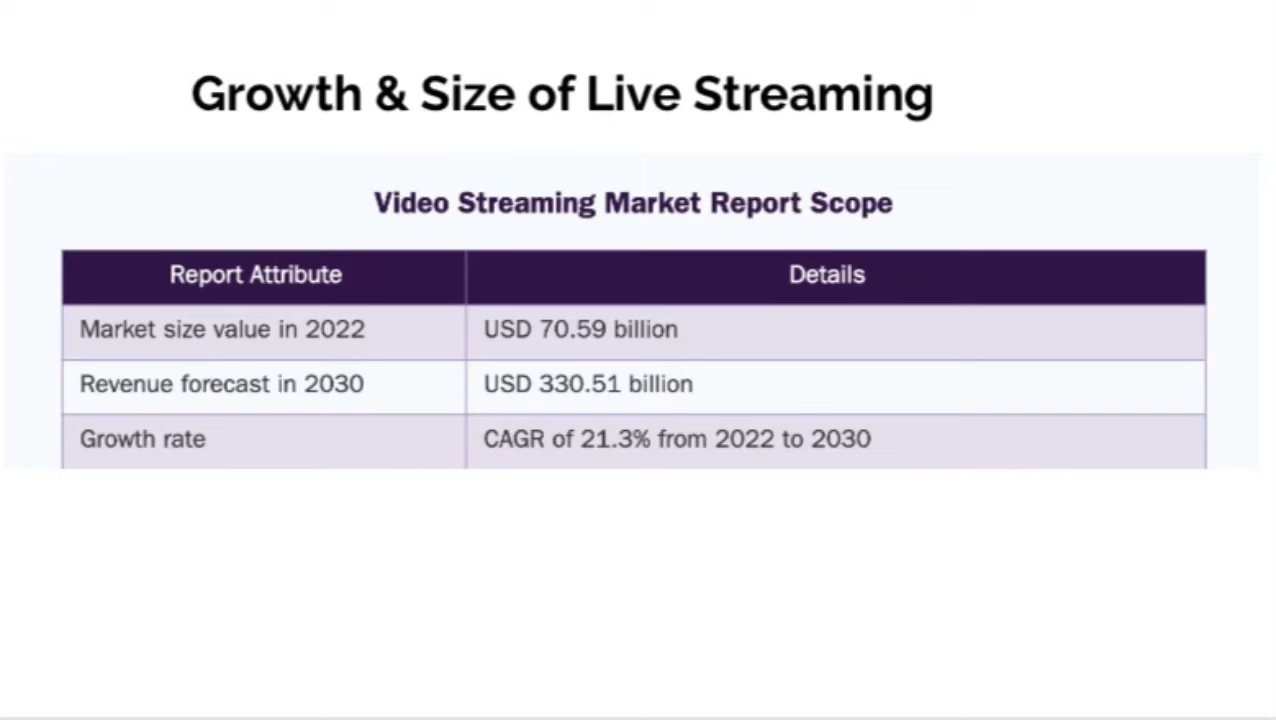 Growth & Size of Live Streaming
Video Streaming Market Report Scope
Report Attribute Details
Market size value in 2022 USD 70.59 billion
Revenue forecast in 2030 USD 330.51 billion
Growth rate CAGR of 21.3% from 2022 to 2030